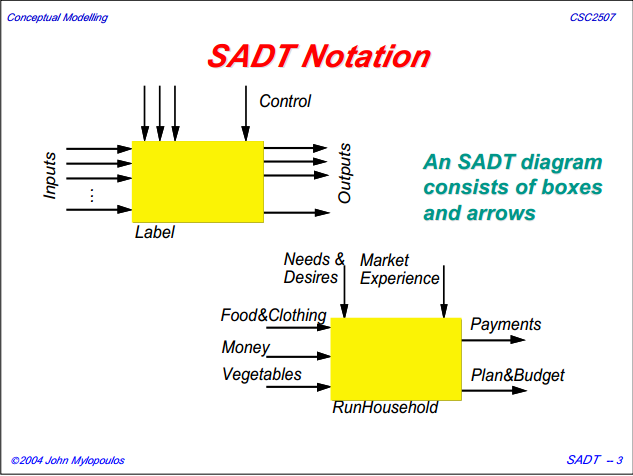 Conceptual Modelling
CSC2507
SADT Notation
Control
Inputs
...
Outputs
Label
An SADT diagram
consists of boxes
and arrows
Needs &
Desires
Market
Experience
Food&Clothing
Money
Vegetables
Payments
Plan&Budget
RunHousehold
©2004 John Mylopoulos
SADT -- 3